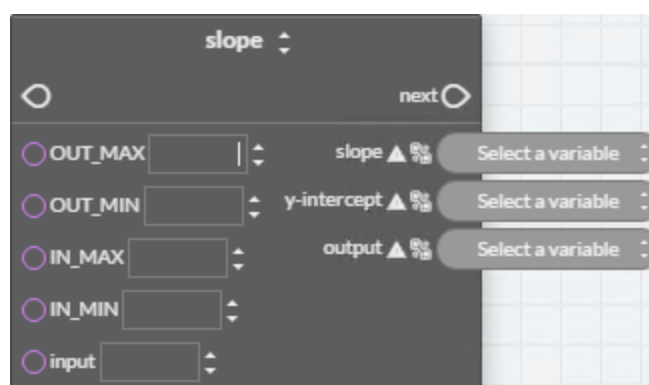 slope
next
OUT_MAX slope Select a variable
OUT_MIN y-intercept Select a variable
IN_MAX output Select a variable
IN_MIN
input